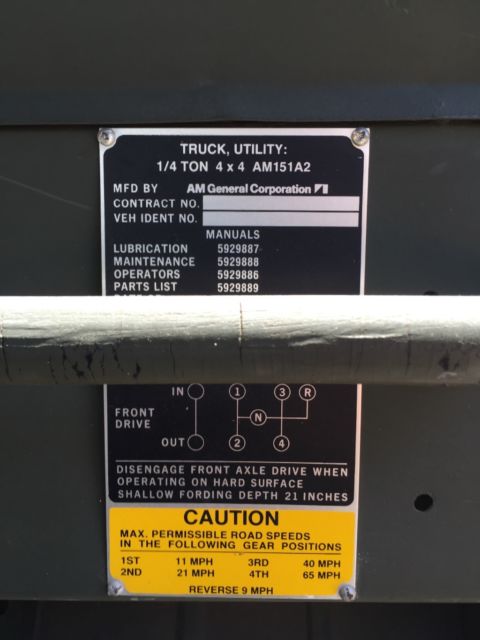 TRUCK, UTILITY:
1/4 TON 4 x 4 AM151A2
MFD BY AM General Corporation
CONTRACT NO.
VEH IDENT NO.
MANUALS
LUBRICATION 5929887
MAINTENANCE 5929888
OPERATORS 5929886
PARTS LIST 5929889
IN 1 3 R
FRONT
DRIVE N
OUT 2 4
DISENGAGE FRONT AXLE DRIVE WHEN
OPERATING ON HARD SURFACE
SHALLOW FORDING DEPTH 21 INCHES
CAUTION
MAX. PERMISSIBLE ROAD SPEEDS
IN THE FOLLOWING GEAR POSITIONS
1ST 11 MPH 3RD 40 MPH
2ND 21 MPH 4TH 65 MPH
REVERSE 9 MPH